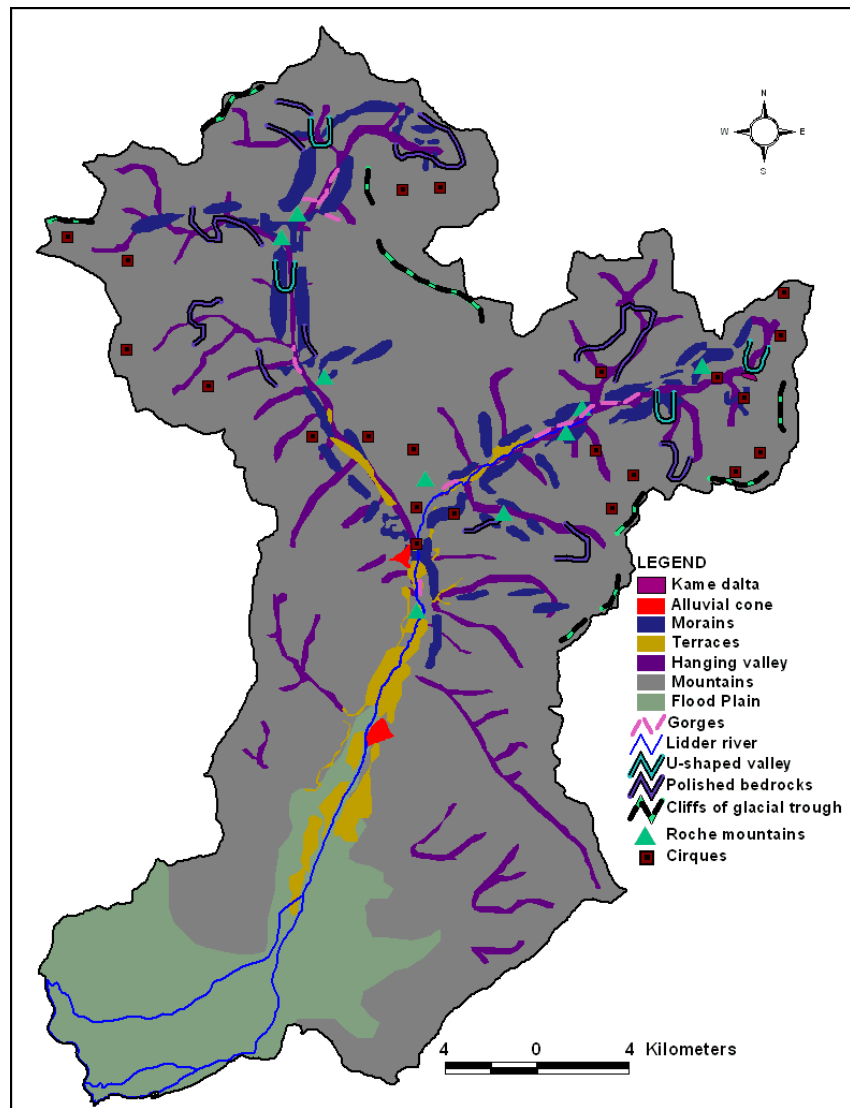 N
W E
S
LEGEND
Kame dalta
Alluvial cone
Morains
Terraces
Hanging valley
Mountains
Flood Plain
Gorges
Lidder river
U-shaped valley
Polished bedrocks
Cliffs of glacial trough
Roche mountains
Cirques
4 0 4 Kilometers